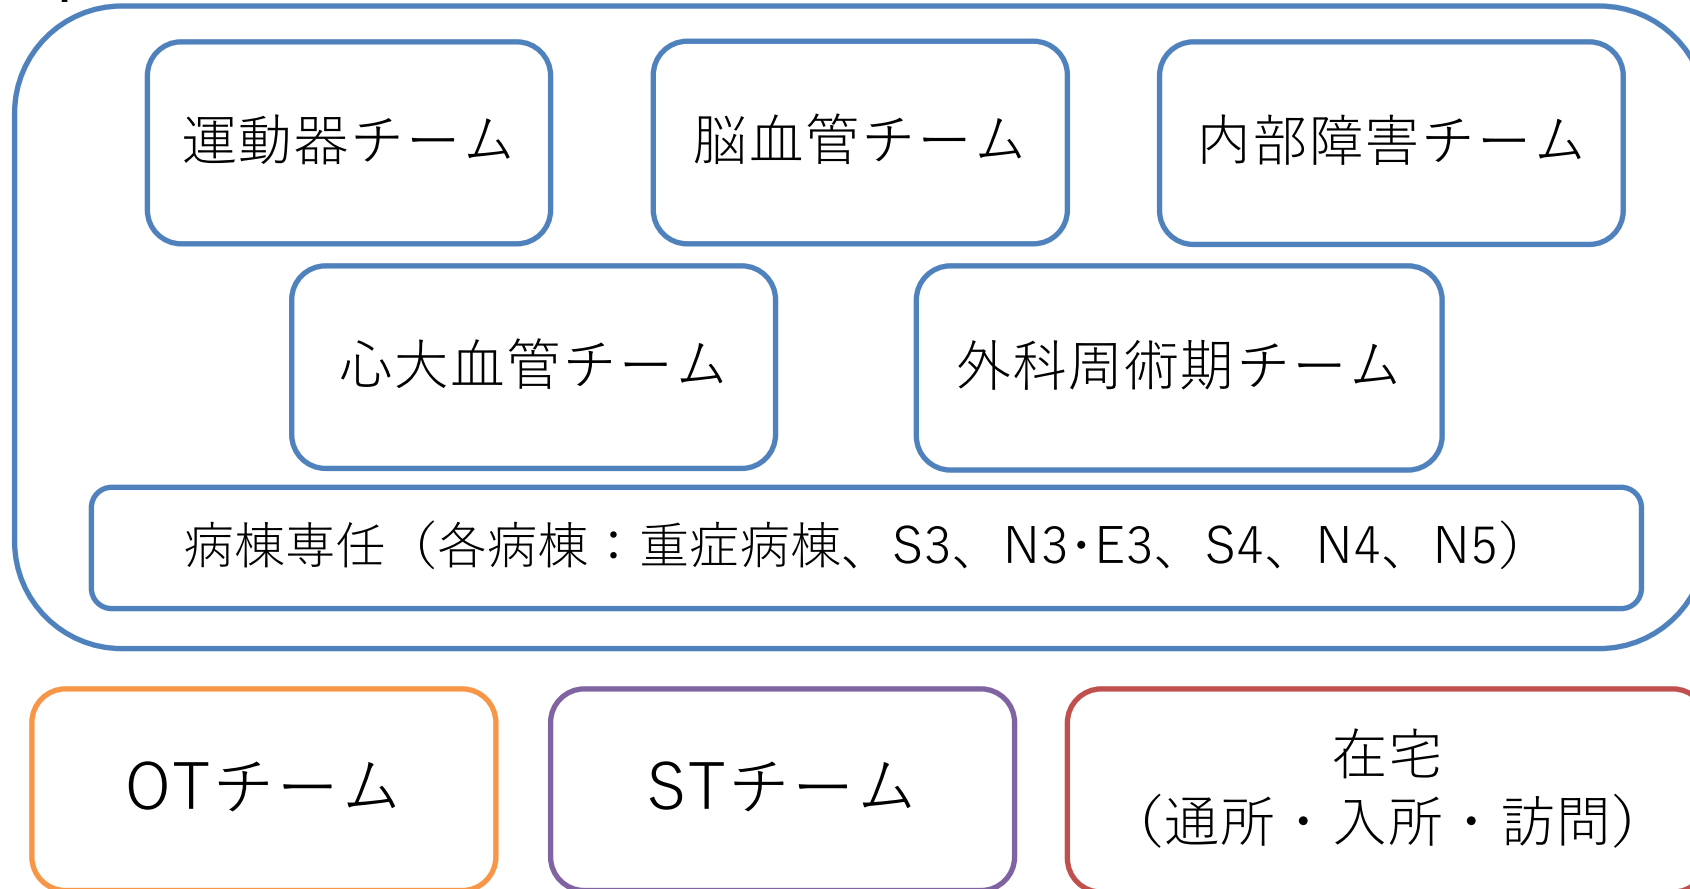 運動器チーム
脳血管チーム
内部障害チーム
心大血管チーム
外科周術期チーム
病棟専任（各病棟：重症病棟、S3、N3･E3、S4、N4、N5）
OTチーム
STチーム
在宅
（通所・入所・訪問）